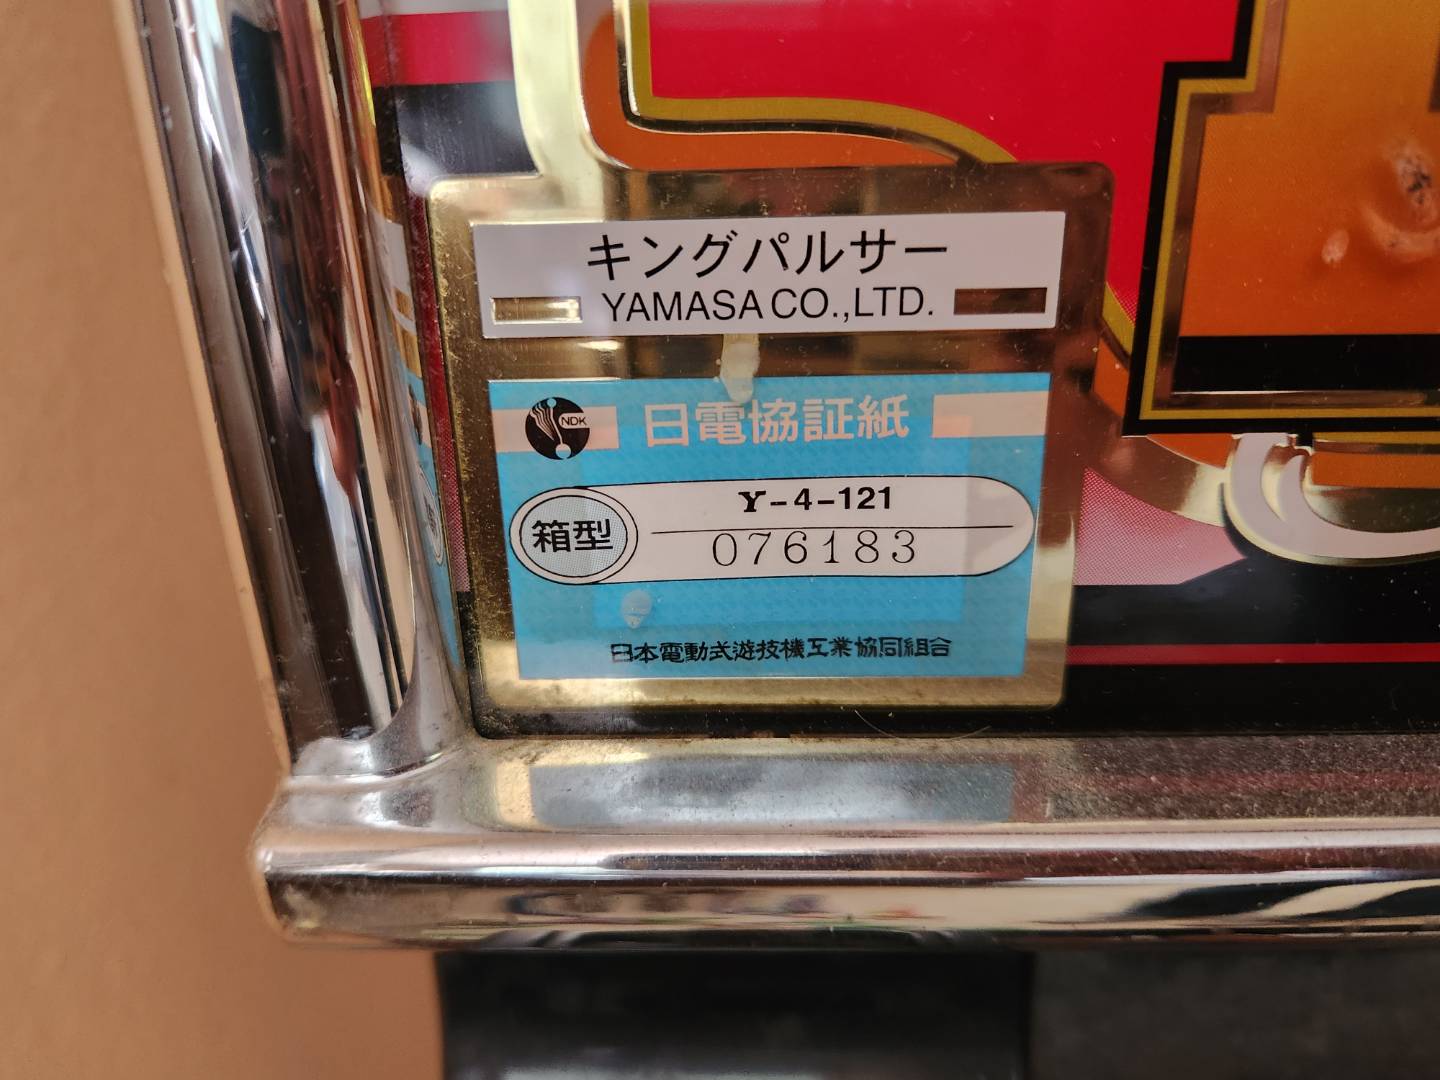 キングパルサー
YAMASA CO.,LTD.
NDK
日電協証紙
Y-4-121
箱型
076183
日本電動式遊技機工業協同組合